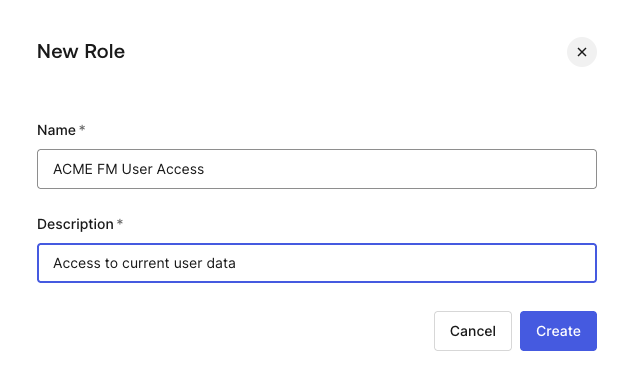 New Role
Name *
ACME FM User Access
Description *
Access to current user data
Cancel
Create